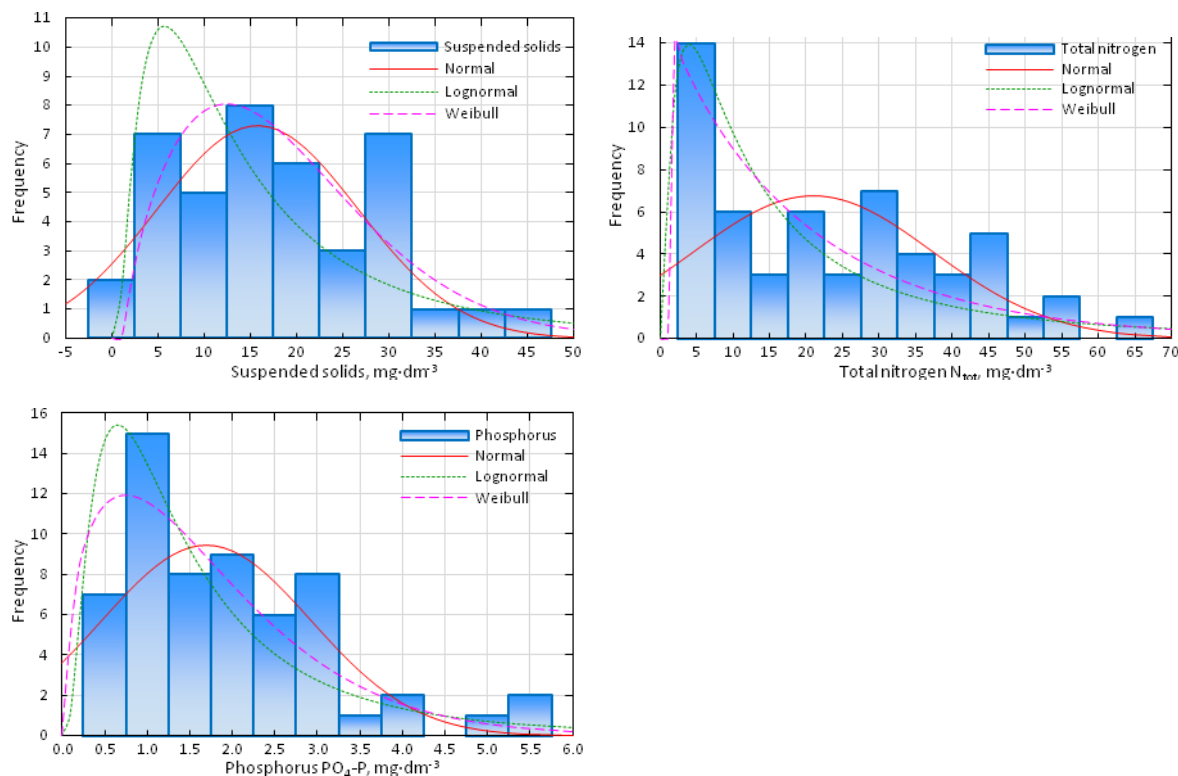 11
10
9
8
7
6
5
4
3
2
1
0
Frequency
Suspended solids
Normal
Lognormal
Weibull
-5 0 5 10 15 20 25 30 35 40 45 50
Suspended solids, mg·dm⁻³
14
12
10
8
6
4
2
0
Frequency
Total nitrogen
Normal
Lognormal
Weibull
0 5 10 15 20 25 30 35 40 45 50 55 60 65 70
Total nitrogen Nₜₒₜ, mg·dm⁻³
16
14
12
10
8
6
4
2
0
Frequency
Phosphorus
Normal
Lognormal
Weibull
0.0 0.5 1.0 1.5 2.0 2.5 3.0 3.5 4.0 4.5 5.0 5.5 6.0
Phosphorus PO₄-P, mg·dm⁻³